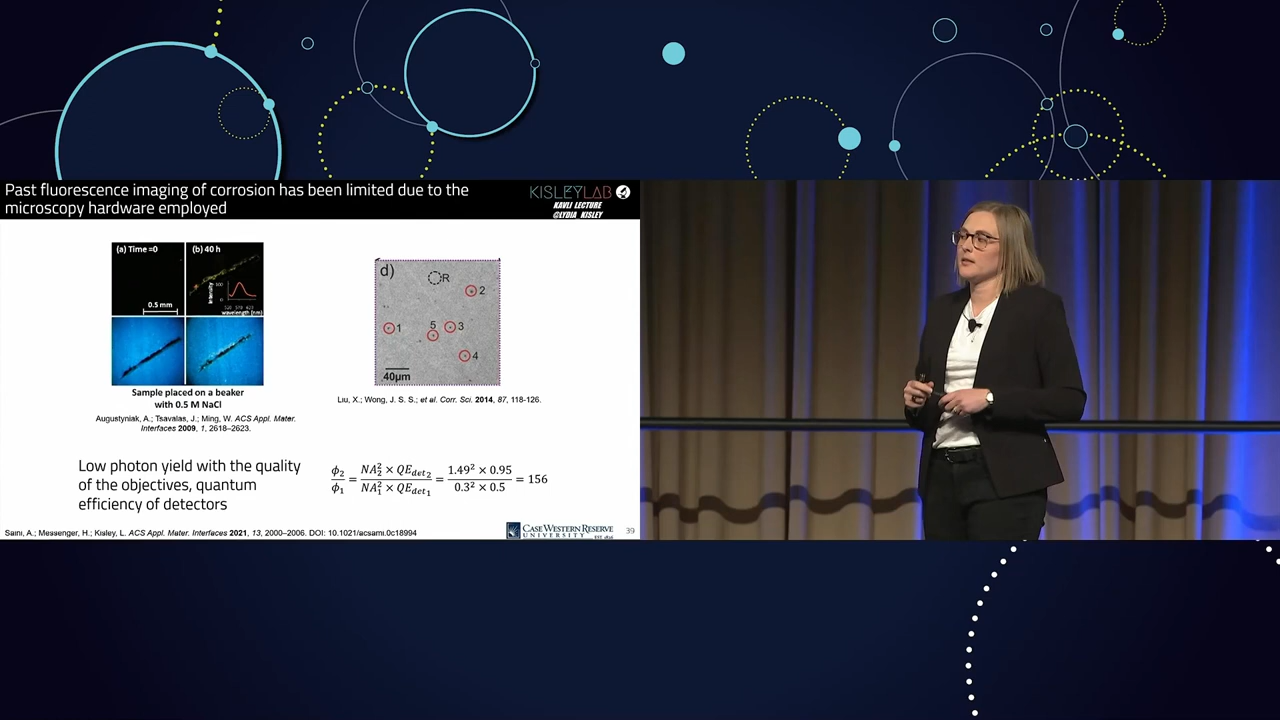 Past fluorescence imaging of corrosion has been limited due to the
microscopy hardware employed
KISLEYLAB
KAVLI LECTURE
@LYDIA_KISLEY
(a) Time =0
(b) 40 h
0.5 mm
Intensity
wavelength (nm)
Sample placed on a beaker
with 0.5 M NaCl
Augustyniak, A.; Tsavalas, J.; Ming, W. ACS Appl. Mater.
Interfaces 2009, 1, 2618–2623.
d)
R
2
1
5
3
4
40μm
Liu, X.; Wong, J. S. S.; et al. Corr. Sci. 2014, 87, 118-126.
Low photon yield with the quality
of the objectives, quantum
efficiency of detectors
ϕ2/ϕ1 = NA2² × QEdet2 / NA1² × QEdet1 = 1.49² × 0.95 / 0.3² × 0.5 = 156
Saini, A.; Messenger, H.; Kisley, L. ACS Appl. Mater. Interfaces 2021, 13, 2000–2006. DOI: 10.1021/acsami.0c18994
CASE WESTERN RESERVE
UNIVERSITY
39